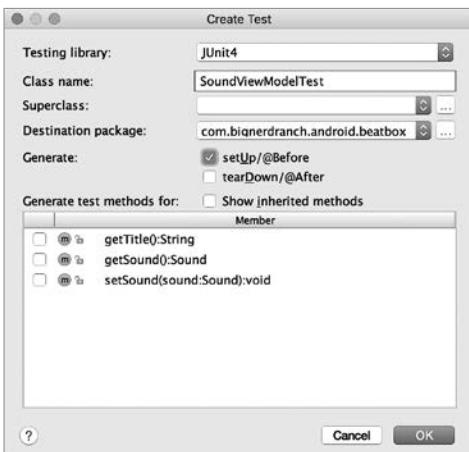 Create Test
Testing library: JUnit4
Class name: SoundViewModelTest
Superclass: ...
Destination package: com.bignerdranch.android.beatbox ...
Generate: setUp/@Before
tearDown/@After
Generate test methods for: Show inherited methods
Member
m getTitle():String
m getSound():Sound
m setSound(sound:Sound):void
? Cancel OK